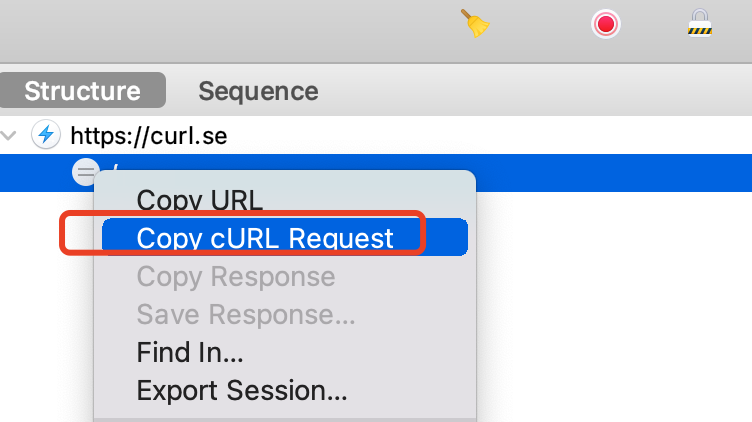 Structure Sequence
https://curl.se
/
Copy URL
Copy cURL Request
Copy Response
Save Response...
Find In...
Export Session...